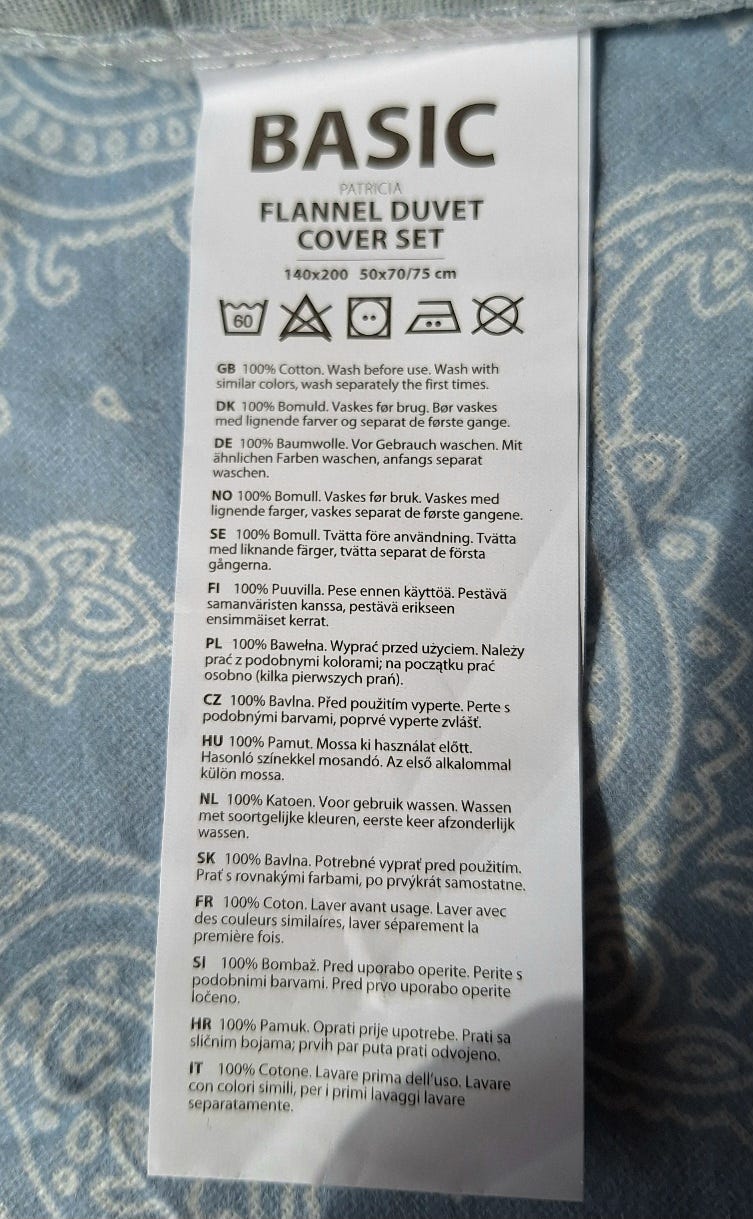 BASIC
PATRICIA
FLANNEL DUVET
COVER SET
140x200 50x70/75 cm
60
GB 100% Cotton. Wash before use. Wash with
similar colors, wash separately the first times.
DK 100% Bomuld. Vaskes før brug. Bør vaskes
med lignende farver og separat de første gange.
DE 100% Baumwolle. Vor Gebrauch waschen. Mit
ähnlichen Farben waschen, anfangs separat
waschen.
NO 100% Bomull. Vaskes før bruk. Vaskes med
lignende farger, vaskes separat de første gangene.
SE 100% Bomull. Tvätta före användning. Tvätta
med liknande färger, tvätta separat de första
gångerna.
FI 100% Puuvilla. Pese ennen käyttöä. Pestävä
samanväristen kanssa, pestävä erikseen
ensimmäiset kerrat.
PL 100% Bawełna. Wyprać przed użyciem. Należy
prać z podobnymi kolorami; na początku prać
osobno (kilka pierwszych prań).
CZ 100% Bavlna. Před použitím vyperte. Perte s
podobnými barvami, poprvé vyperte zvlášť.
HU 100% Pamut. Mossa ki használat előtt.
Hasonló színekkel mosandó. Az első alkalommal
külön mossa.
NL 100% Katoen. Voor gebruik wassen. Wassen
met soortgelijke kleuren, eerste keer afzonderlijk
wassen.
SK 100% Bavlna. Potrebné vyprať pred použitím.
Prať s rovnakými farbami, po prvýkrát samostatne.
FR 100% Coton. Laver avant usage. Laver avec
des couleurs similaires, laver séparement la
première fois.
SI 100% Bombaž. Pred uporabo operite. Perite s
podobnimi barvami. Pred prvo uporabo operite
ločeno.
HR 100% Pamuk. Oprati prije upotrebe. Prati sa
sličnim bojama; prvih par puta prati odvojeno.
IT 100% Cotone. Lavare prima dell'uso. Lavare
con colori simili, per i primi lavaggi lavare
separatamente.